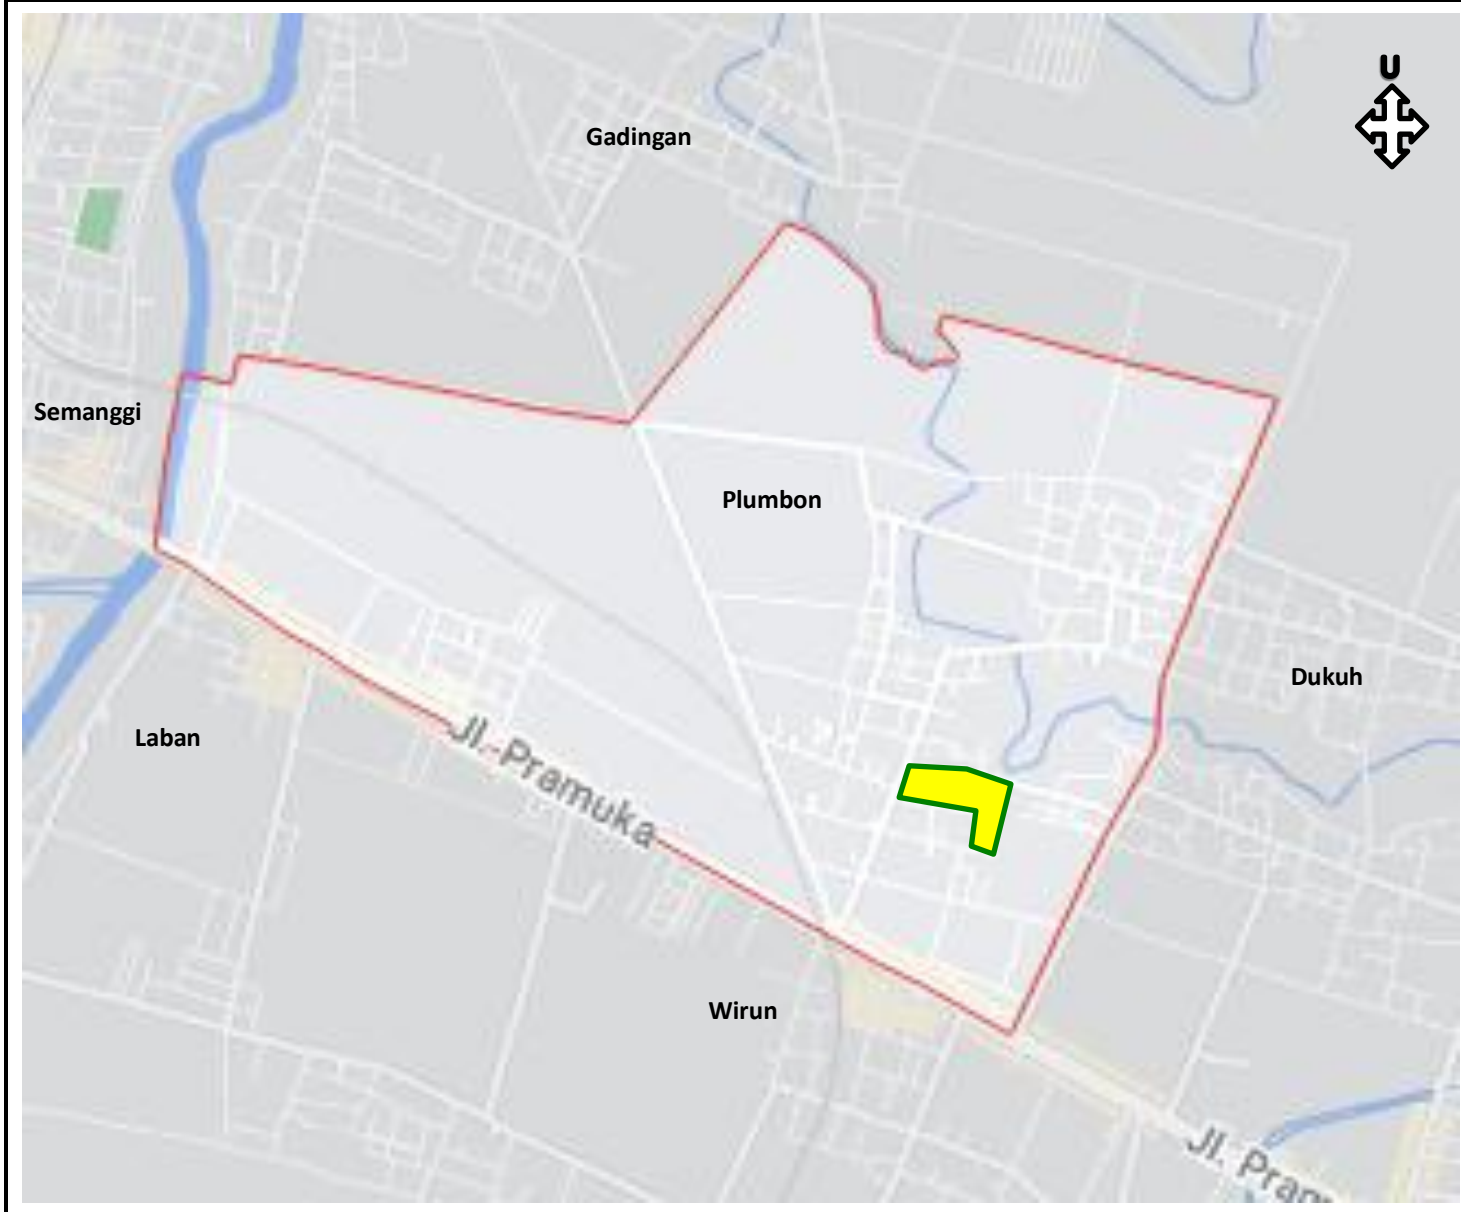 U
Gadingan
Semanggi
Plumbon
Dukuh
Laban
Jl. Pramuka
Wirun
Jl. Pram